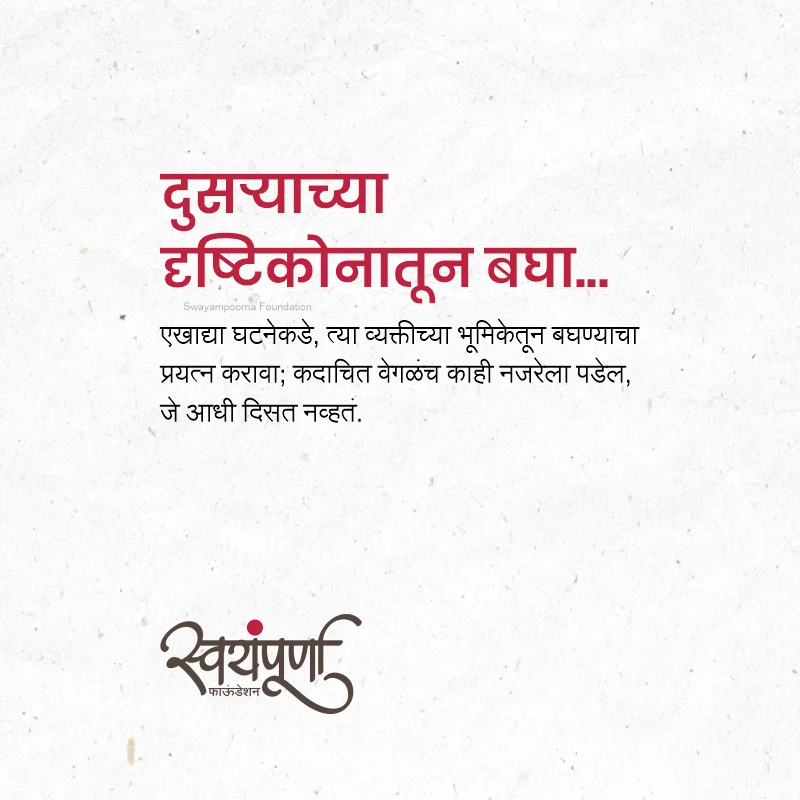 दुसऱ्याच्या
दृष्टिकोनातून बघा...
Swayampoorna Foundation
एखाद्या घटनेकडे, त्या व्यक्तीच्या भूमिकेतून बघण्याचा
प्रयत्न करावा; कदाचित वेगळंच काही नजरेला पडेल,
जे आधी दिसत नव्हतं.
स्वयंपूर्णा
फाऊंडेशन